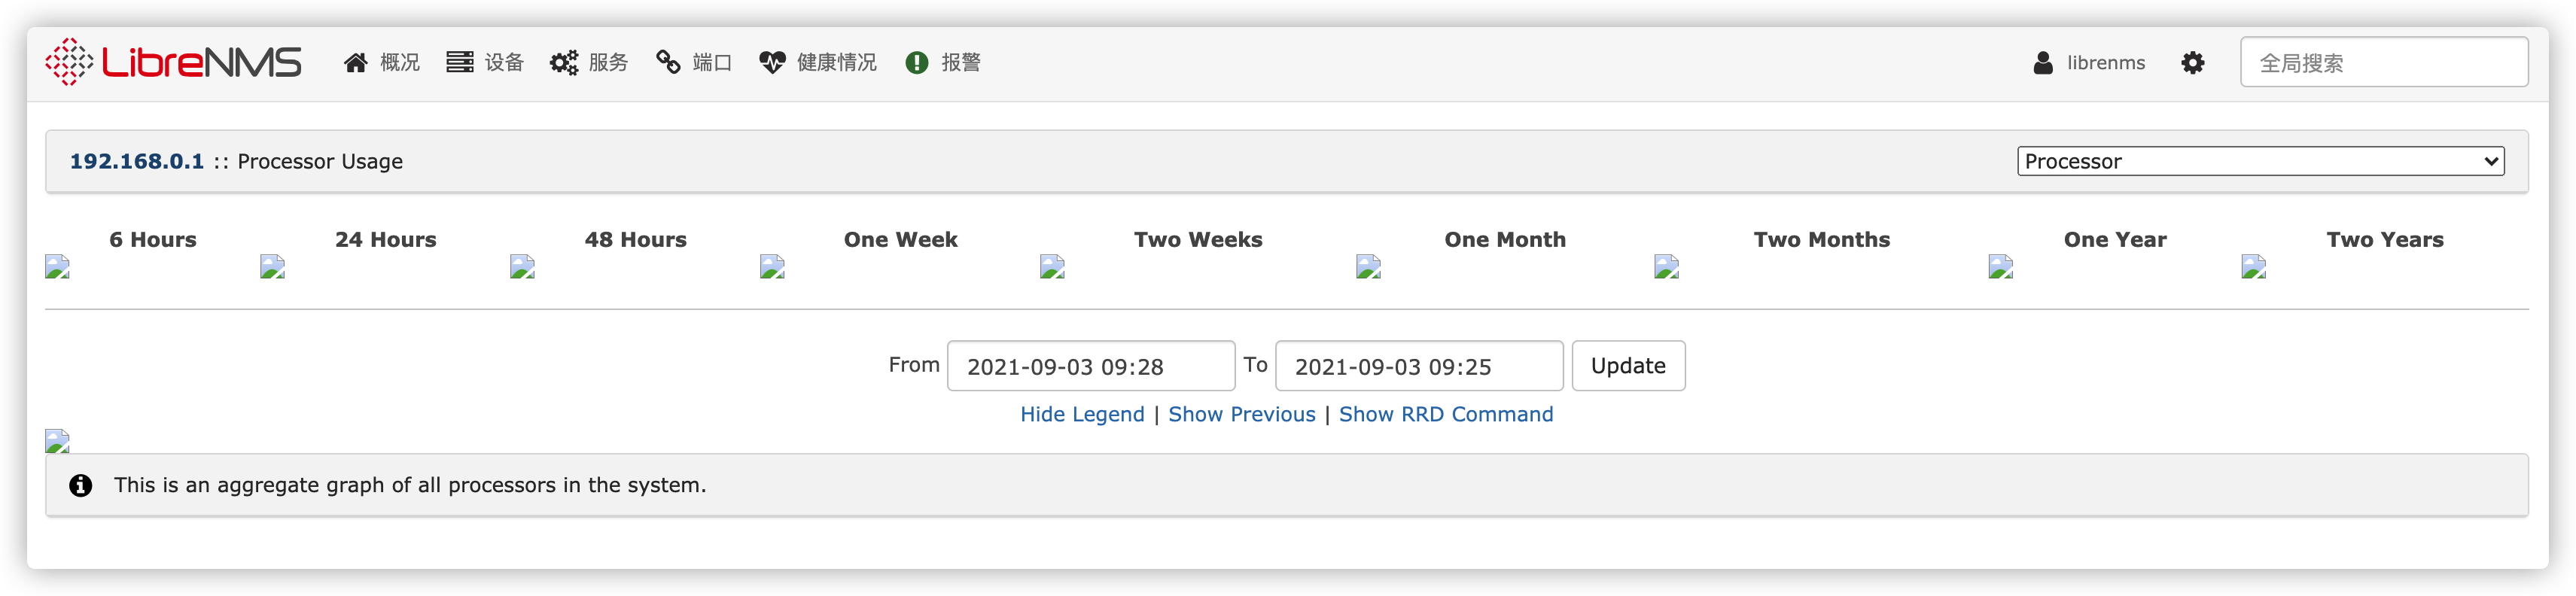 LibreNMS 概况 设备 服务 端口 健康情况 报警 librenms 全局搜索
192.168.0.1 :: Processor Usage Processor
6 Hours 24 Hours 48 Hours One Week Two Weeks One Month Two Months One Year Two Years
From 2021-09-03 09:28 To 2021-09-03 09:25 Update
Hide Legend | Show Previous | Show RRD Command
This is an aggregate graph of all processors in the system.